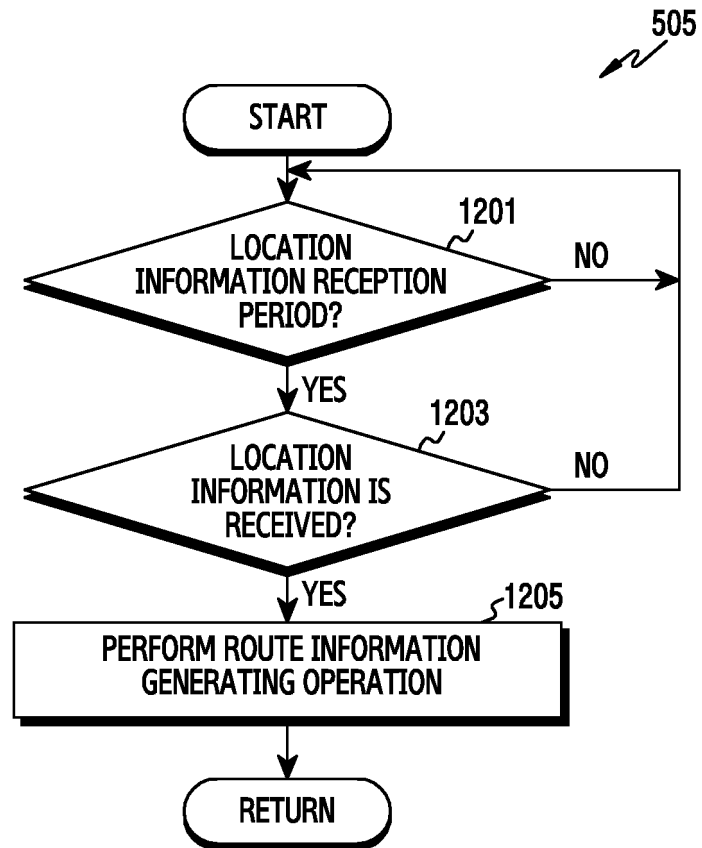 505
START
1201
LOCATION
INFORMATION RECEPTION
PERIOD?
NO
YES
1203
LOCATION
INFORMATION IS
RECEIVED?
NO
YES
1205
PERFORM ROUTE INFORMATION
GENERATING OPERATION
RETURN